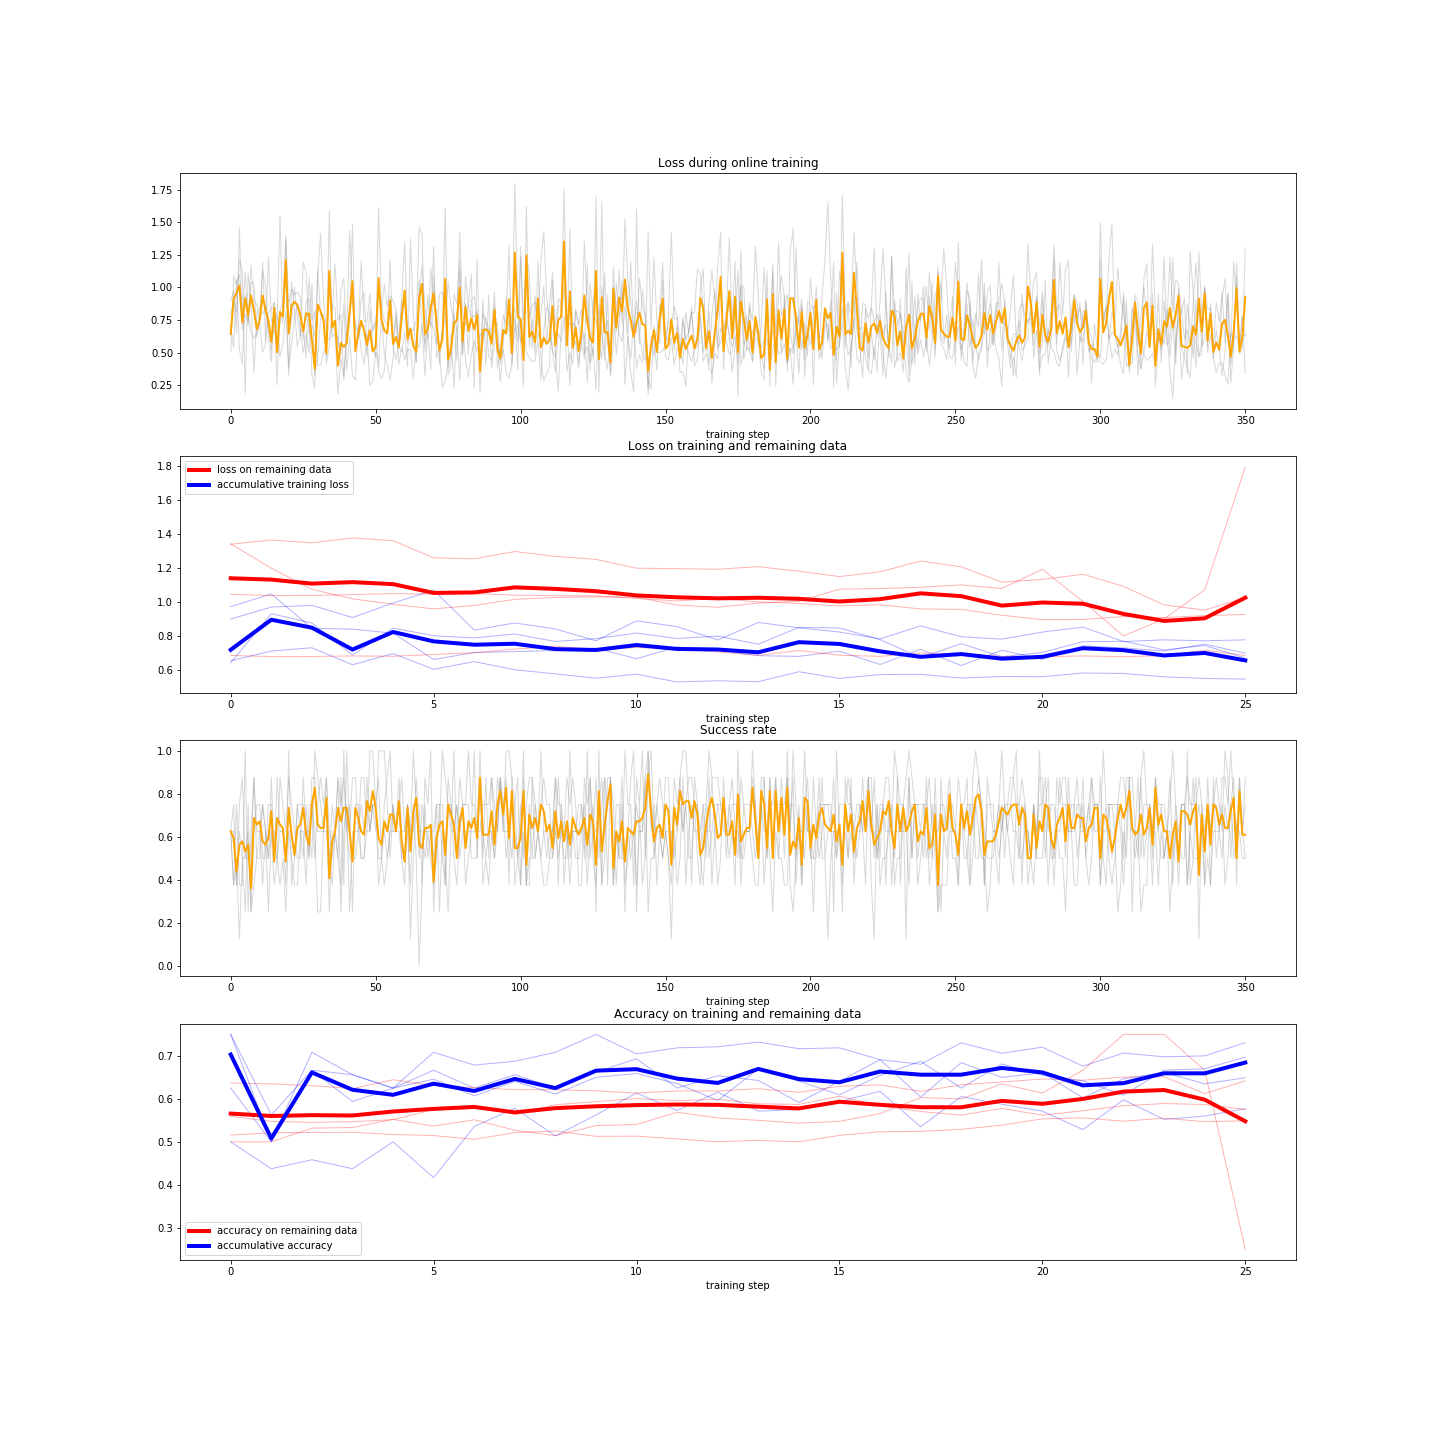 Loss during online training
1.75
1.50
1.25
1.00
0.75
0.50
0.25
0 50 100 150 200 250 300 350
training step
Loss on training and remaining data
loss on remaining data
accumulative training loss
1.8
1.6
1.4
1.2
1.0
0.8
0.6
0 5 10 15 20 25
training step
Success rate
1.0
0.8
0.6
0.4
0.2
0.0
0 50 100 150 200 250 300 350
training step
Accuracy on training and remaining data
0.7
0.6
0.5
0.4
0.3
accuracy on remaining data
accumulative accuracy
0 5 10 15 20 25
training step